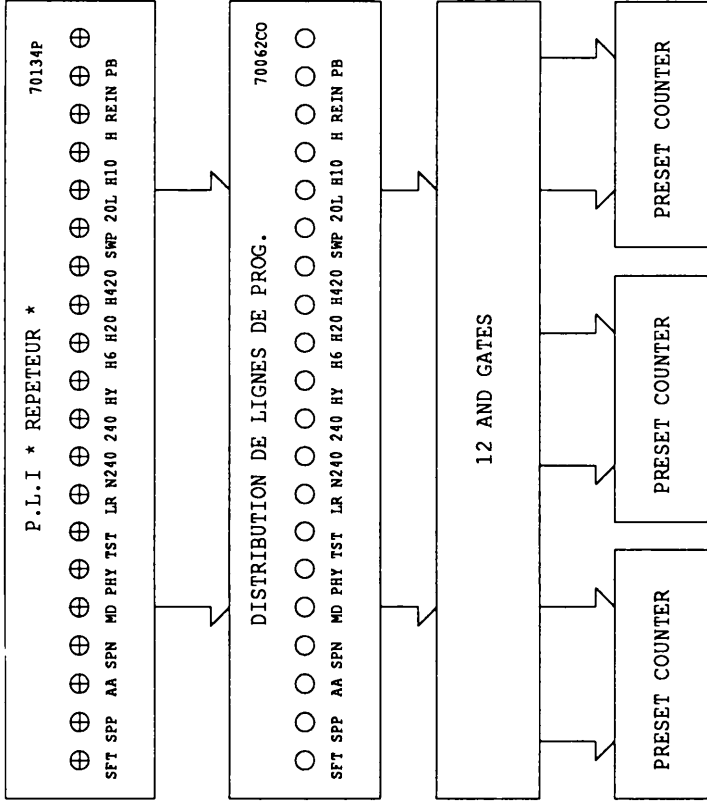 P.L.I * REPETEUR *
70134P
SFT SPP AA SPN MD PHY TST LR N240 240 HY H6 H20 H420 SWP 20L H10 H REIN PB
DISTRIBUTION DE LIGNES DE PROG.
70062CO
SFT SPP AA SPN MD PHY TST LR N240 240 HY H6 H20 H420 SWP 20L H10 H REIN PB
12 AND GATES
PRESET COUNTER
PRESET COUNTER
PRESET COUNTER